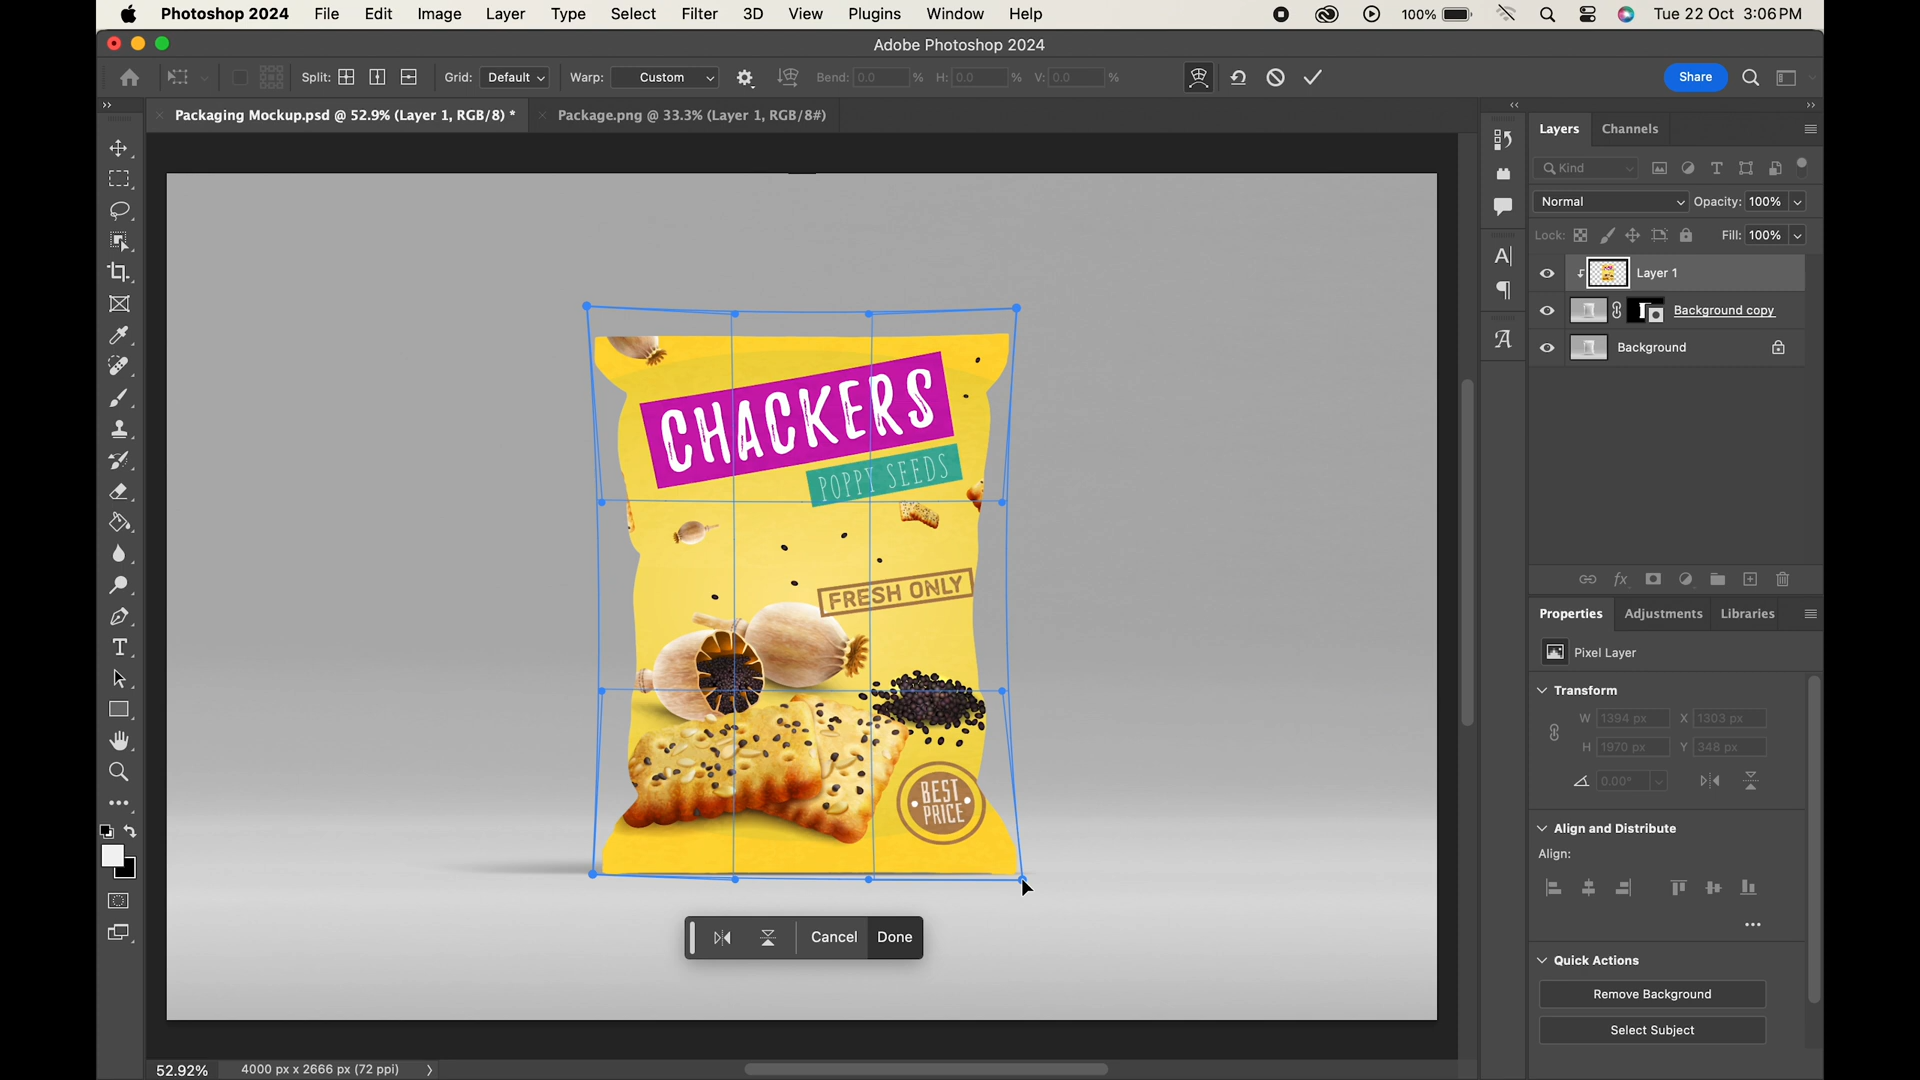 Photoshop 2024 File Edit Image Layer Type Select Filter 3D View Plugins Window Help 100% Tue 22 Oct 3:06 PM
Adobe Photoshop 2024
Split: Grid: Default Warp: Custom Bend: 0.0 % H: 0.0 % V: 0.0 % Share
Packaging Mockup.psd @ 52.9% (Layer 1, RGB/8) * Package.png @ 33.3% (Layer 1, RGB/8#)
Layers Channels
Kind
Normal Opacity: 100%
Lock: Fill: 100%
Layer 1
Background copy
Background
CHACKERS
POPPY SEEDS
FRESH ONLY
BEST
PRICE
Cancel Done
Properties Adjustments Libraries
Pixel Layer
Transform
W 1394 px X 1303 px
H 1970 px Y 348 px
0.00°
Align and Distribute
Align:
Quick Actions
Remove Background
Select Subject
52.92% 4000 px x 2666 px (72 ppi)